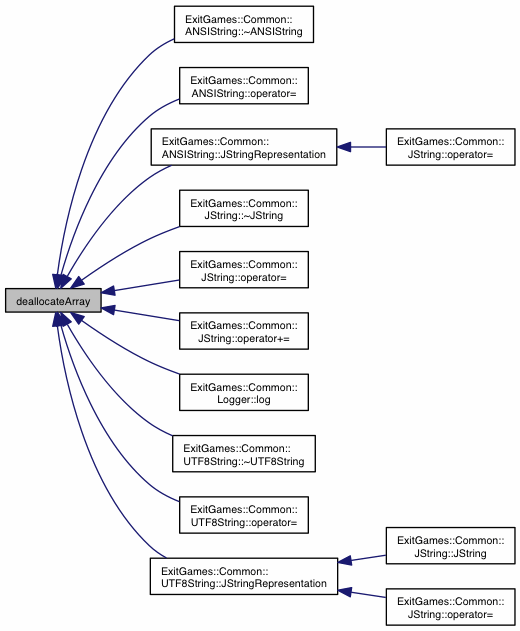 ExitGames::Common::
ANSIString::~ANSIString
ExitGames::Common::
ANSIString::operator=
ExitGames::Common::
ANSIString::JStringRepresentation
ExitGames::Common::
JString::operator=
ExitGames::Common::
JString::~JString
ExitGames::Common::
JString::operator=
deallocateArray
ExitGames::Common::
JString::operator+=
ExitGames::Common::
Logger::log
ExitGames::Common::
UTF8String::~UTF8String
ExitGames::Common::
UTF8String::operator=
ExitGames::Common::
JString::JString
ExitGames::Common::
UTF8String::JStringRepresentation
ExitGames::Common::
JString::operator=